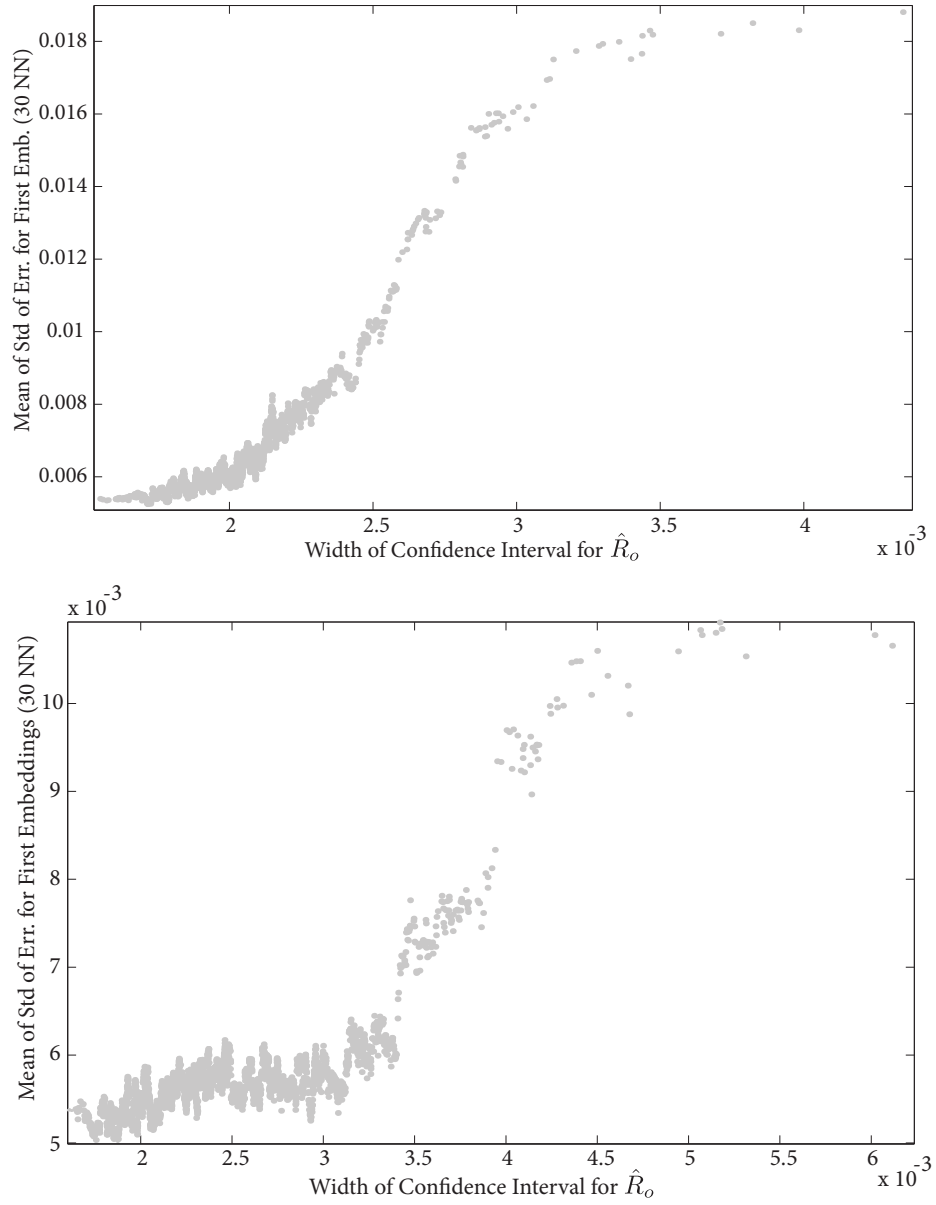 Mean of Std of Err. for First Emb. (30 NN)
0.018
0.016
0.014
0.012
0.01
0.008
0.006
2 2.5 3 3.5 4
x 10⁻³
Width of Confidence Interval for R̂ₒ
x 10⁻³
Mean of Std of Err. for First Embeddings (30 NN)
10
9
8
7
6
5
2 2.5 3 3.5 4 4.5 5 5.5 6
x 10⁻³
Width of Confidence Interval for R̂ₒ